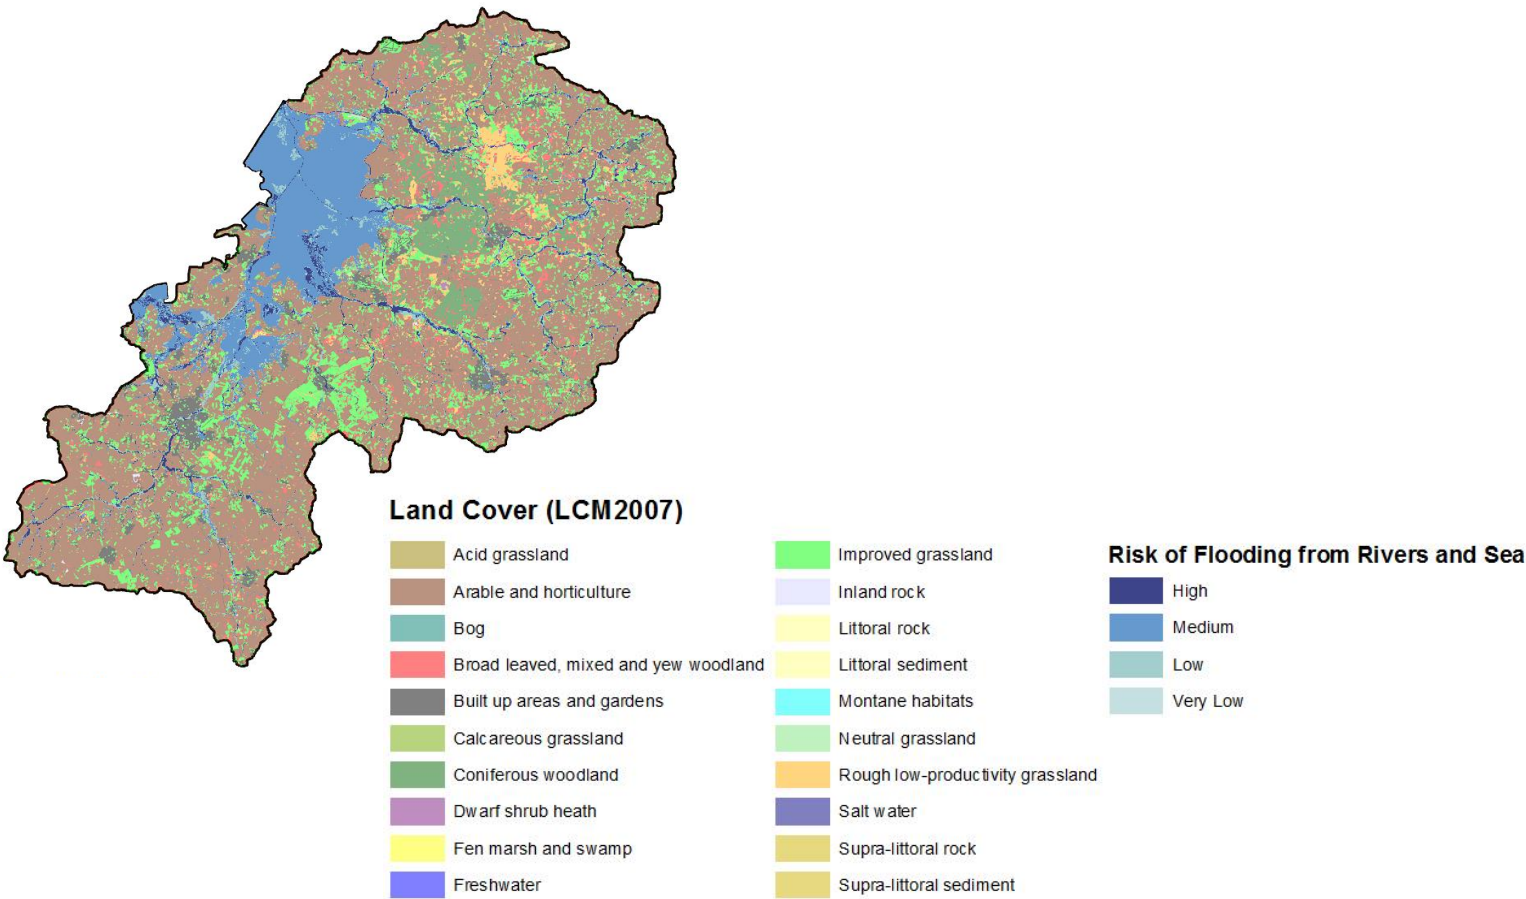 Land Cover (LCM2007)
Acid grassland
Arable and horticulture
Bog
Broad leaved, mixed and yew woodland
Built up areas and gardens
Calcareous grassland
Coniferous woodland
Dwarf shrub heath
Fen marsh and swamp
Freshwater
Improved grassland
Inland rock
Littoral rock
Littoral sediment
Montane habitats
Neutral grassland
Rough low-productivity grassland
Salt water
Supra-littoral rock
Supra-littoral sediment
Risk of Flooding from Rivers and Sea
High
Medium
Low
Very Low